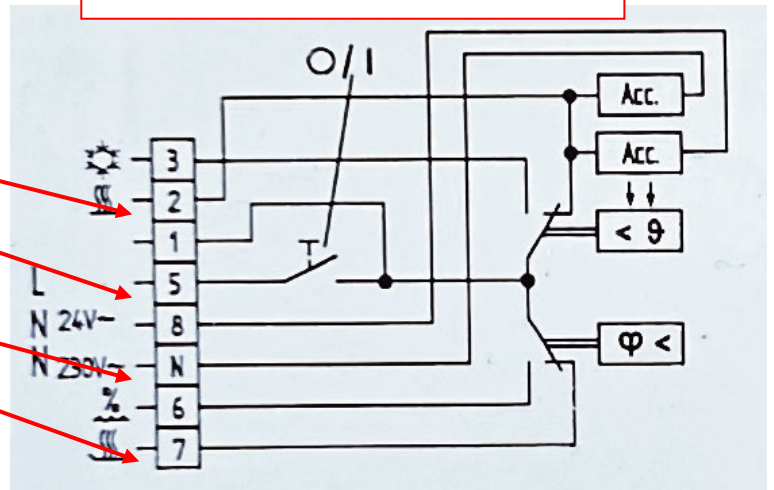 O/I
Acc.
Acc.
3
2
< ϑ
1
L 5
N 24V~ 8
φ <
N 230V~ N
% 6
7